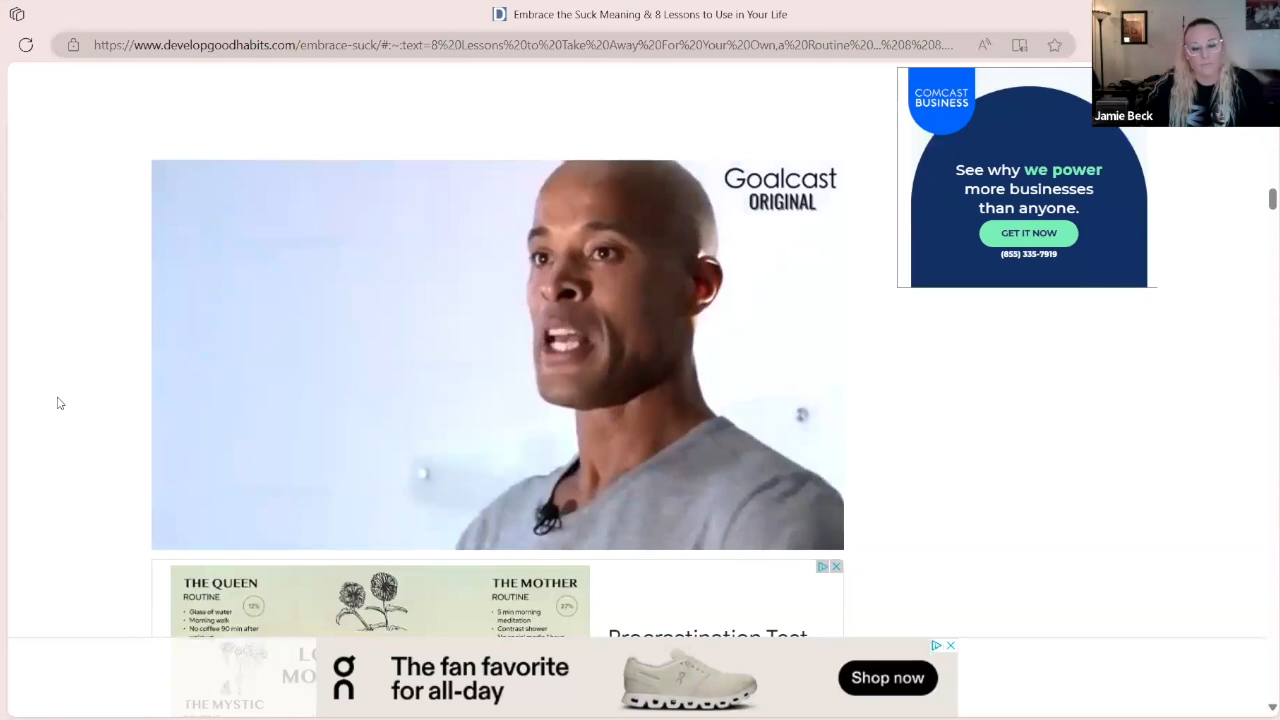 Embrace the Suck Meaning & 8 Lessons to Use in Your Life
https://www.developgoodhabits.com/embrace-suck/#:~:text=8%20Lessons%20to%20Take%20Away%20For%20Your%20Own,a%20Routine%20...%208%208....
Jamie Beck
COMCAST
BUSINESS
See why we power
more businesses
than anyone.
GET IT NOW
(855) 335-7919
Goalcast
ORIGINAL
THE QUEEN
ROUTINE
12%
• Glass of water
• Morning walk
• No coffee 90 min after
THE MOTHER
ROUTINE
27%
• 5 min morning
meditation
• Contrast shower
Procrastination Test
THE MYSTIC
The fan favorite
for all-day
Shop now